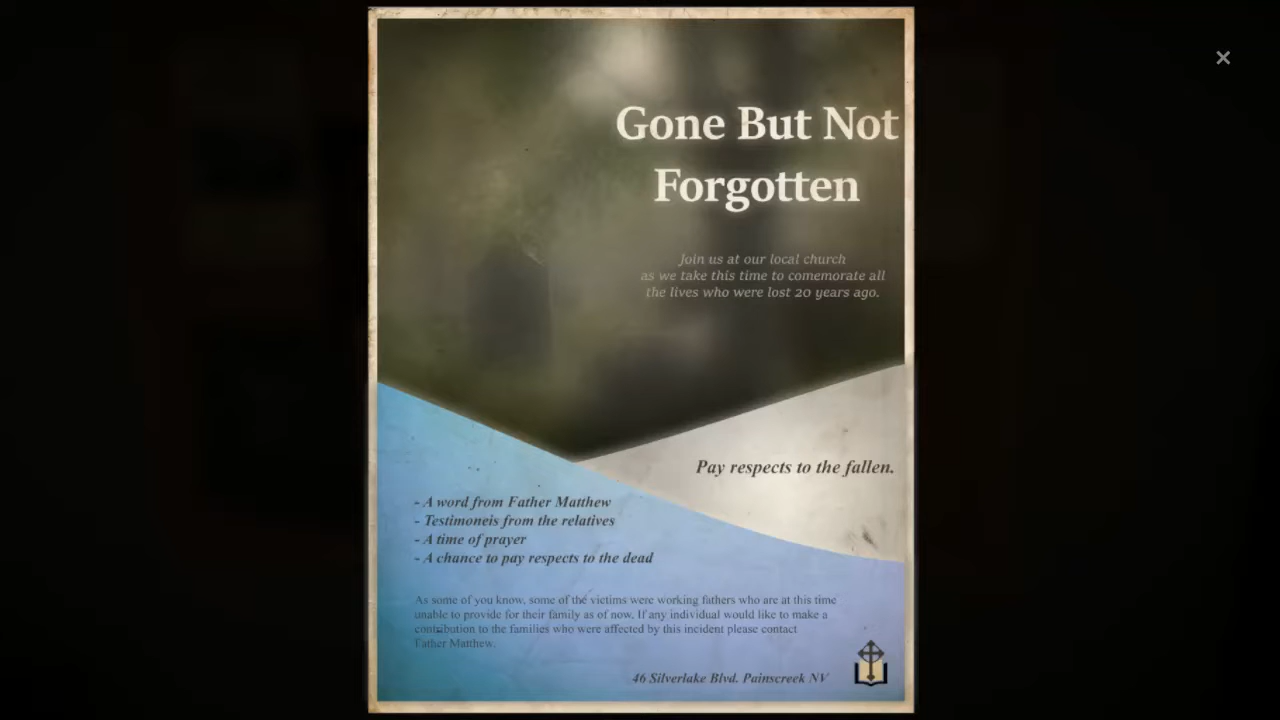 Gone But Not
Forgotten
Join us at our local church
as we take this time to comemorate all
the lives who were lost 20 years ago.
Pay respects to the fallen.
- A word from Father Matthew
- Testimoneis from the relatives
- A time of prayer
- A chance to pay respects to the dead
As some of you know, some of the victims were working fathers who are at this time
unable to provide for their family as of now, If any individual would like to make a
contribution to the families who were affected by this incident please contact
Father Matthew.
46 Silverlake Blvd. Painscreek NV